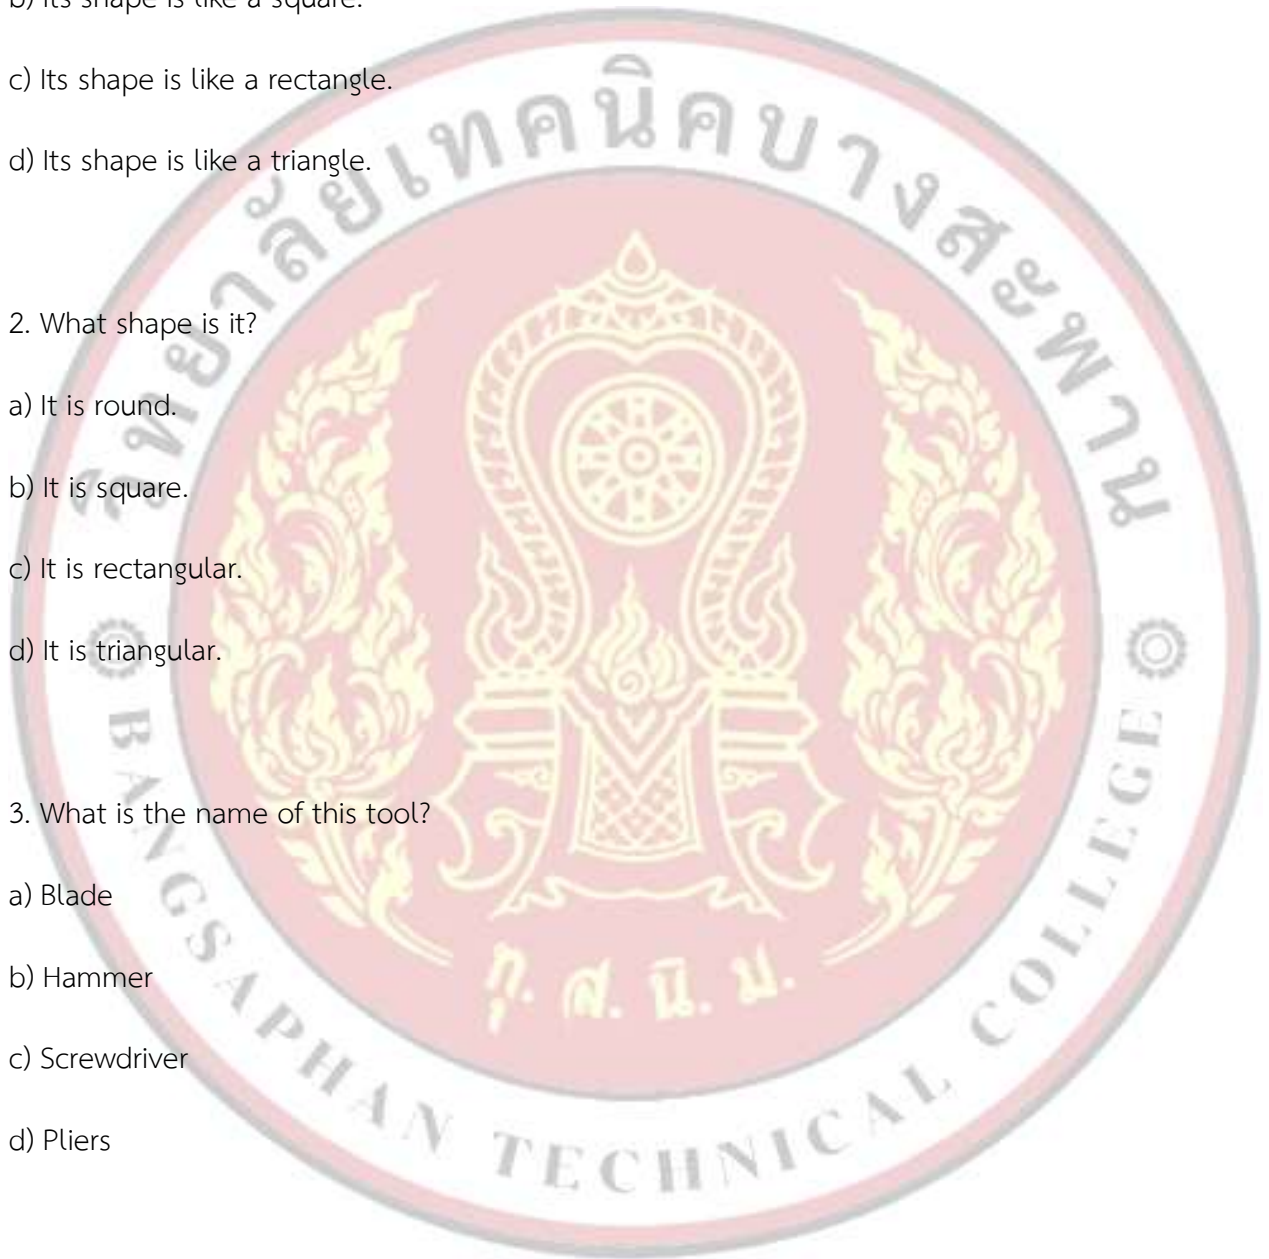 b) Its shape is like a square.
c) Its shape is like a rectangle.
d) Its shape is like a triangle.
2. What shape is it?
a) It is round.
b) It is square.
c) It is rectangular.
d) It is triangular.
3. What is the name of this tool?
a) Blade
b) Hammer
c) Screwdriver
d) Pliers
วิทยาลัยเทคนิคบางสะพาน
ทุ. ส. นิ. ม.
BANGSAPHAN TECHNICAL COLLEGE